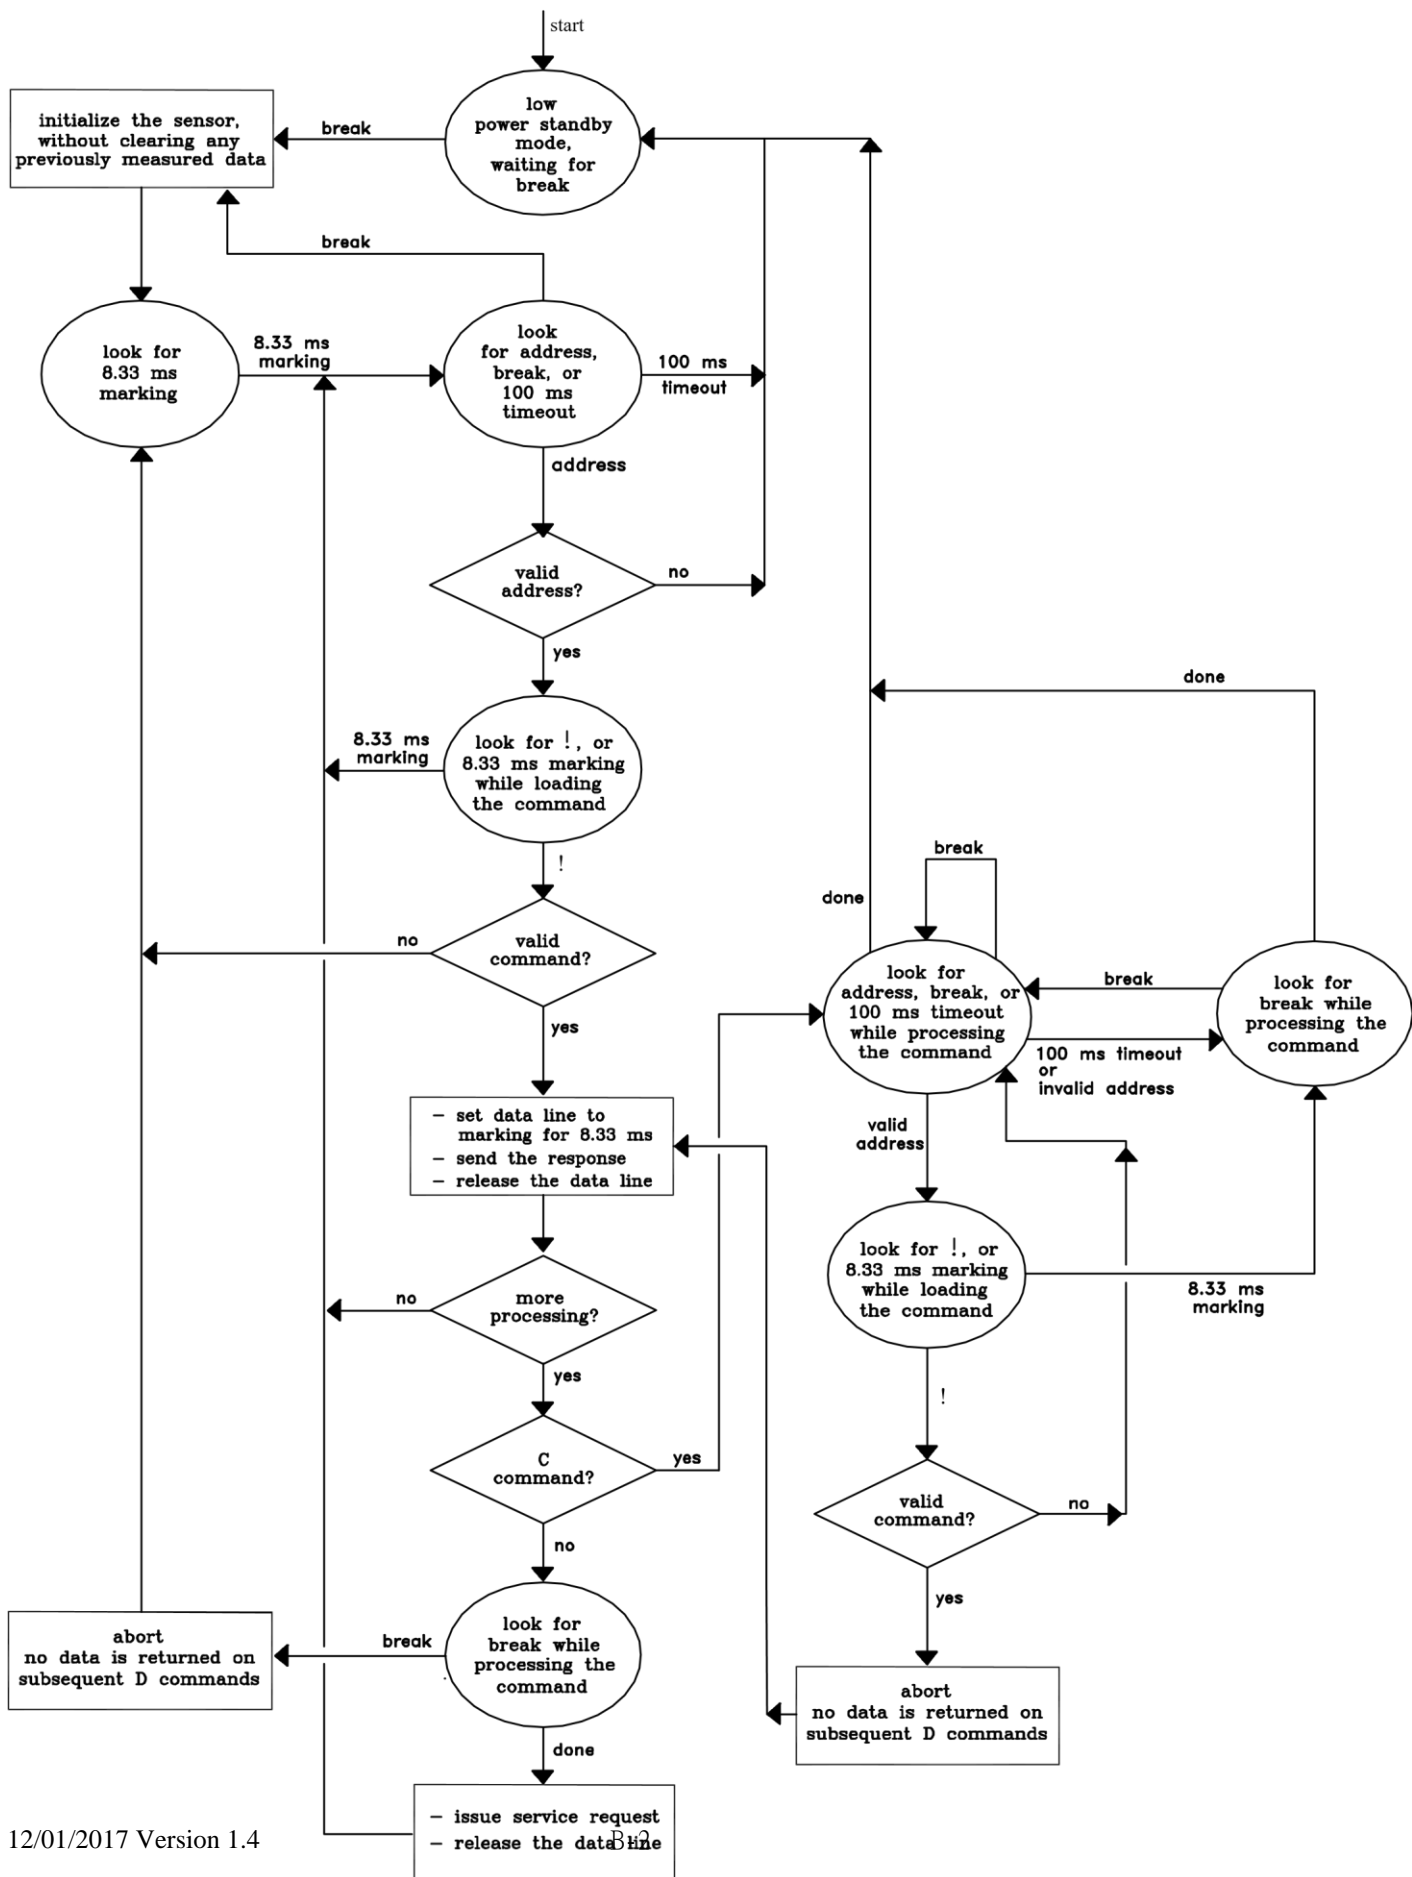 start
low
power standby
mode,
waiting for
break
break
initialize the sensor,
without clearing any
previously measured data
break
look for
8.33 ms
marking
8.33 ms
marking
look
for address,
break, or
100 ms
timeout
100 ms
timeout
address
valid
address?
no
yes
done
8.33 ms
marking
look for !, or
8.33 ms marking
while loading
the command
!
break
done
no
valid
command?
look for
address, break, or
100 ms timeout
while processing
the command
break
look for
break while
processing the
command
yes
100 ms timeout
or
invalid address
– set data line to
marking for 8.33 ms
– send the response
– release the data line
valid
address
look for !, or
8.33 ms marking
while loading
the command
8.33 ms
marking
no
more
processing?
yes
!
C
command?
yes
valid
command?
no
no
yes
look for
break while
processing the
command
break
abort
no data is returned on
subsequent D commands
abort
no data is returned on
subsequent D commands
done
– issue service request
– release the data line
12/01/2017 Version 1.4
B-2